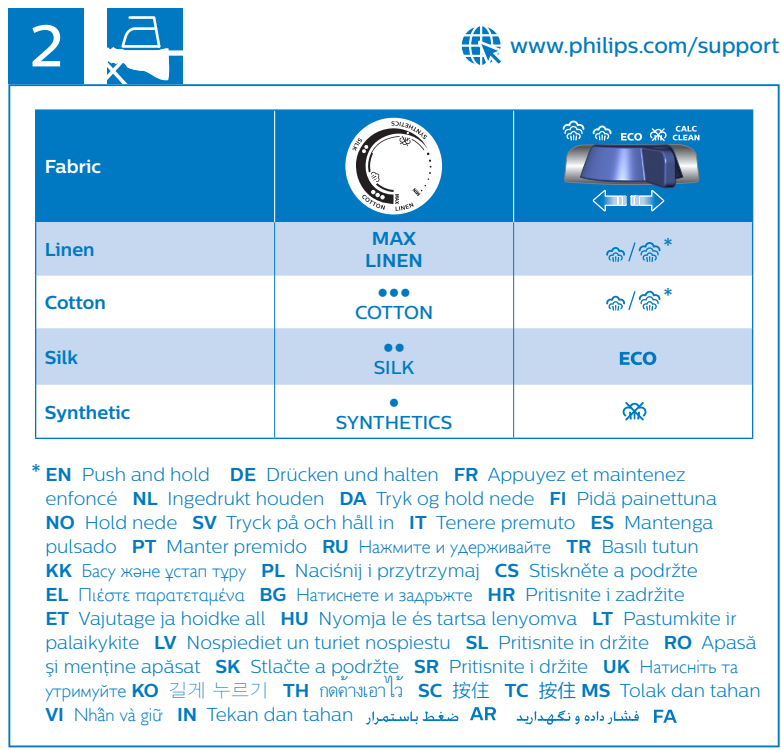 2
www.philips.com/support
Fabric
SILK SYNTHETICS MIN COTTON LINEN MAX
ECO CALC CLEAN
Linen
MAX
LINEN
/ *
Cotton
●●●
COTTON
/ *
Silk
●●
SILK
ECO
Synthetic
●
SYNTHETICS
* EN Push and hold DE Drücken und halten FR Appuyez et maintenez
enfoncé NL Ingedrukt houden DA Tryk og hold nede FI Pidä painettuna
NO Hold nede SV Tryck på och håll in IT Tenere premuto ES Mantenga
pulsado PT Manter premido RU Нажмите и удерживайте TR Basılı tutun
KK Басу және ұстап тұру PL Naciśnij i przytrzymaj CS Stiskněte a podržte
EL Πιέστε παρατεταμένα BG Натиснете и задръжте HR Pritisnite i zadržite
ET Vajutage ja hoidke all HU Nyomja le és tartsa lenyomva LT Pastumkite ir
palaikykite LV Nospiediet un turiet nospiestu SL Pritisnite in držite RO Apasă
şi menţine apăsat SK Stlačte a podržte SR Pritisnite i držite UK Натисніть та
утримуйте KO 길게 누르기 TH กดค้างเอาไว้ SC 按住 TC 按住 MS Tolak dan tahan
VI Nhấn và giữ IN Tekan dan tahan ضغط باستمرار AR فشار داده و نگهدارید FA